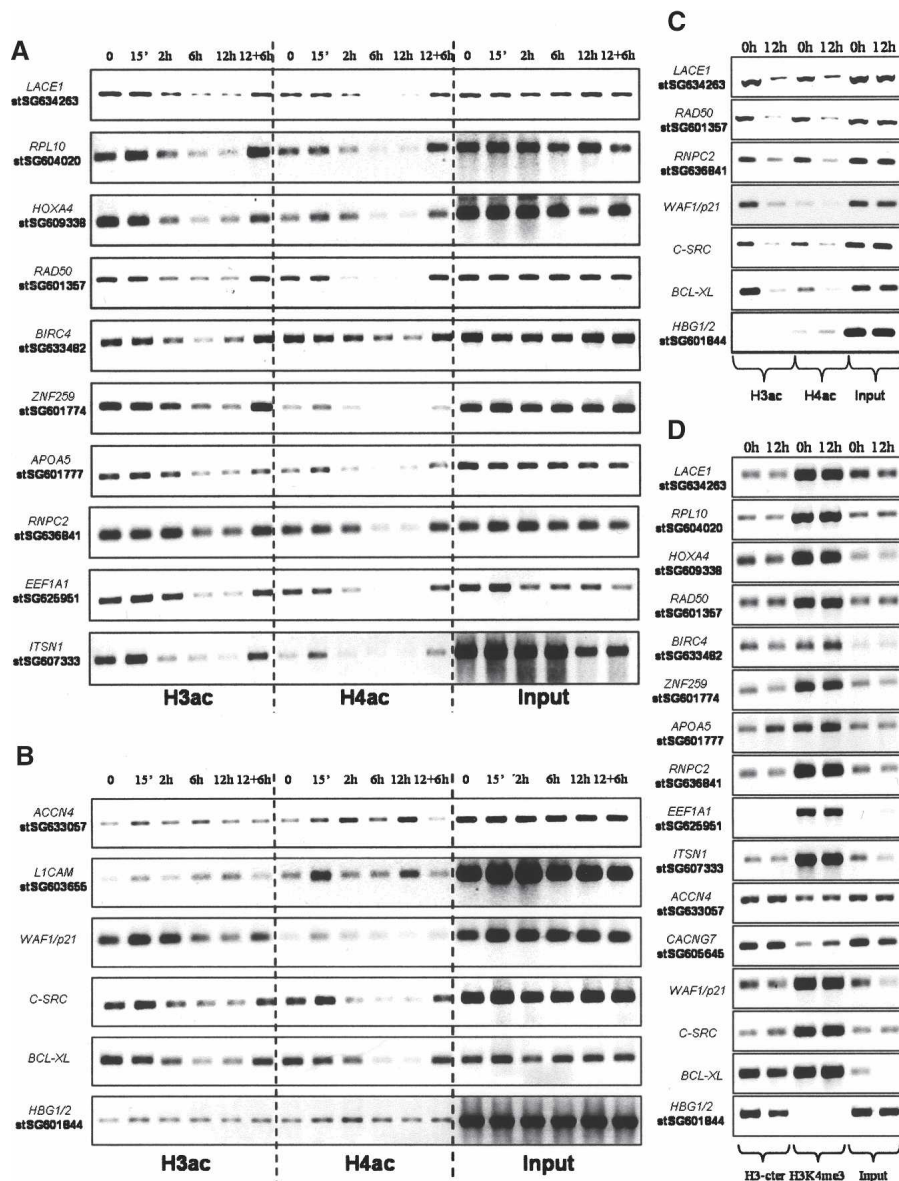 A
0 15' 2h 6h 12h 12+6h 0 15' 2h 6h 12h 12+6h 0 15' 2h 6h 12h 12+6h
LACE1
stSG634263
RPL10
stSG604020
HOXA4
stSG609338
RAD50
stSG601357
BIRC4
stSG633482
ZNF259
stSG601774
APOA5
stSG601777
RNPC2
stSG636841
EEF1A1
stSG625951
ITSN1
stSG607333
H3ac H4ac Input
B
0 15' 2h 6h 12h 12+6h 0 15' 2h 6h 12h 12+6h 0 15' 2h 6h 12h 12+6h
ACCN4
stSG633057
L1CAM
stSG603655
WAF1/p21
C-SRC
BCL-XL
HBG1/2
stSG601844
H3ac H4ac Input
C
0h 12h 0h 12h 0h 12h
LACE1
stSG634263
RAD50
stSG601357
RNPC2
stSG636841
WAF1/p21
C-SRC
BCL-XL
HBG1/2
stSG601844
H3ac H4ac Input
D
0h 12h 0h 12h 0h 12h
LACE1
stSG634263
RPL10
stSG604020
HOXA4
stSG609338
RAD50
stSG601357
BIRC4
stSG633482
ZNF259
stSG601774
APOA5
stSG601777
RNPC2
stSG636841
EEF1A1
stSG625951
ITSN1
stSG607333
ACCN4
stSG633057
CACNG7
stSG605645
WAF1/p21
C-SRC
BCL-XL
HBG1/2
stSG601844
H3-cter H3K4me3 Input